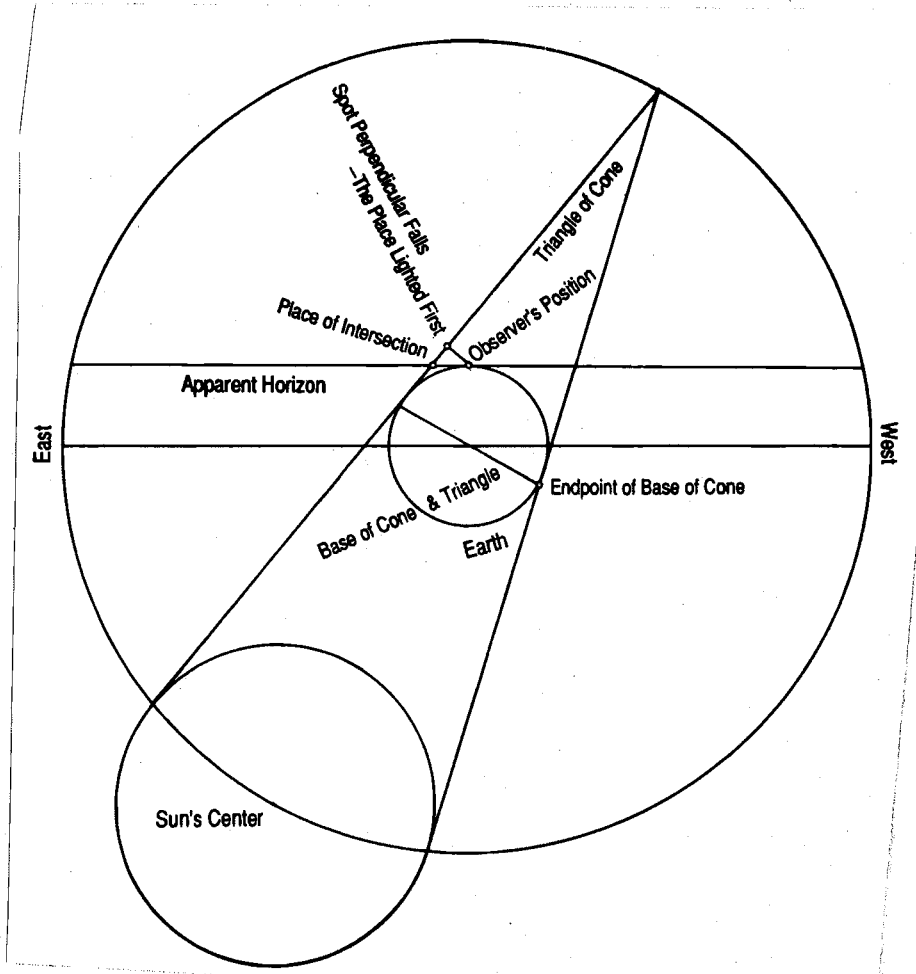 Spot Perpendicular Falls
–The Place Lighted First
Triangle of Cone
Place of Intersection
Observer's Position
Apparent Horizon
East
West
Base of Cone & Triangle
Endpoint of Base of Cone
Earth
Sun's Center